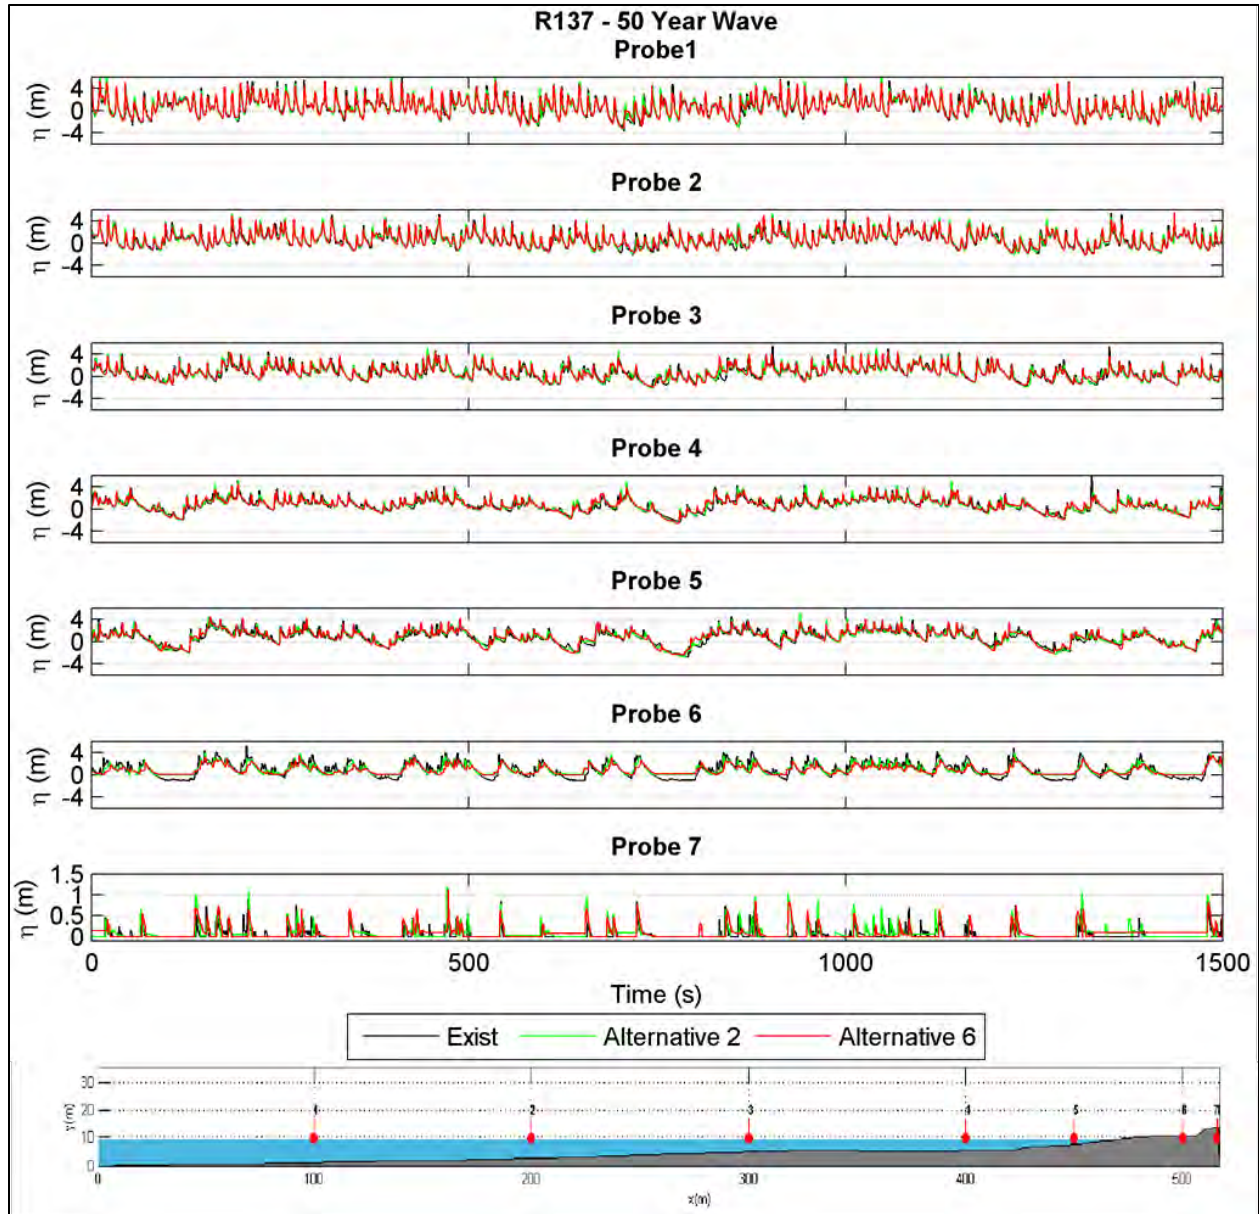 R137 - 50 Year Wave
Probe1
η (m)
4
0
−4
Probe 2
η (m)
4
0
−4
Probe 3
η (m)
4
0
−4
Probe 4
η (m)
4
0
−4
Probe 5
η (m)
4
0
−4
Probe 6
η (m)
4
0
−4
Probe 7
η (m)
1.5
1
0.5
0
0 500 1000 1500
Time (s)
Exist Alternative 2 Alternative 6
30
20
10
0
y(m)
1 2 3 4 5 6 7
0 100 200 300 400 500
x(m)